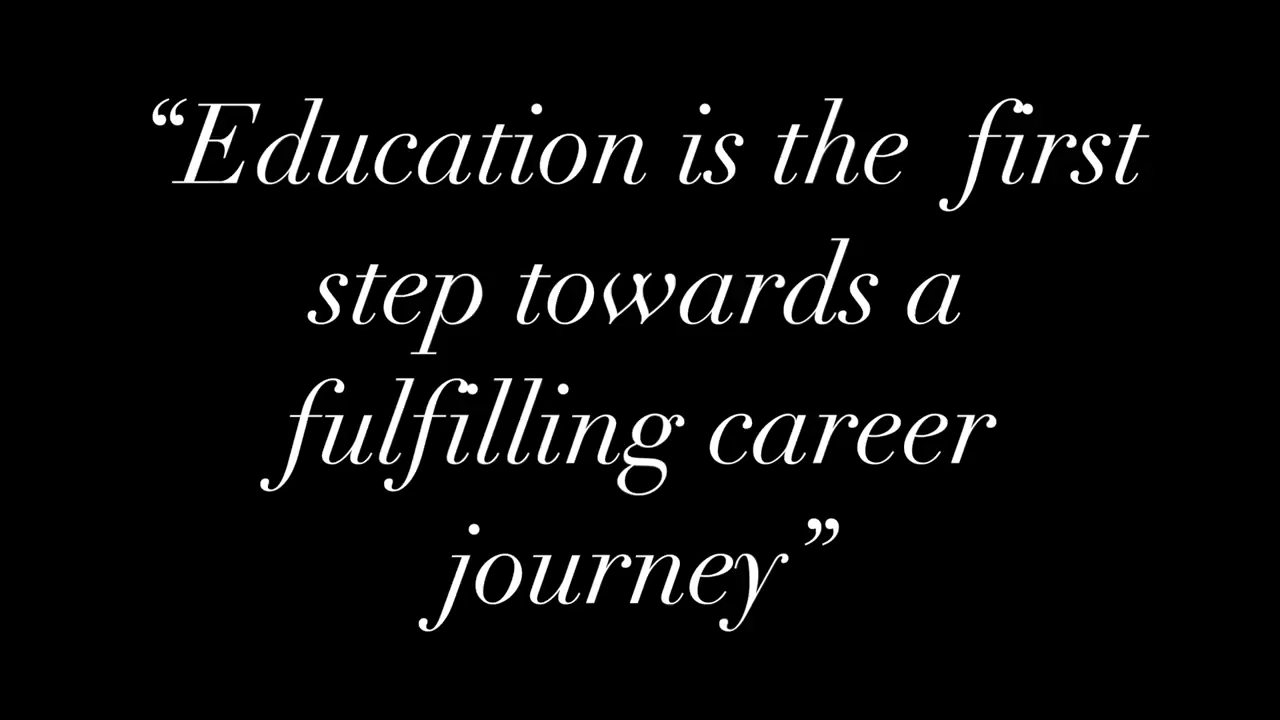 “Education is the first
step towards a
fulfilling career
journey”